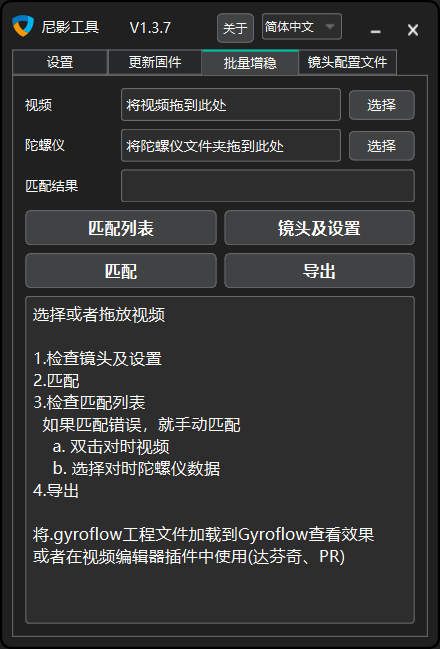 尼影工具 V1.3.7 关于 简体中文
设置 更新固件 批量增稳 镜头配置文件
视频 将视频拖到此处 选择
陀螺仪 将陀螺仪文件夹拖到此处 选择
匹配结果
匹配列表 镜头及设置
匹配 导出
选择或者拖放视频
1.检查镜头及设置
2.匹配
3.检查匹配列表
如果匹配错误，就手动匹配
a. 双击对时视频
b. 选择对时陀螺仪数据
4.导出
将.gyroflow工程文件加载到Gyroflow查看效果
或者在视频编辑器插件中使用(达芬奇、PR)